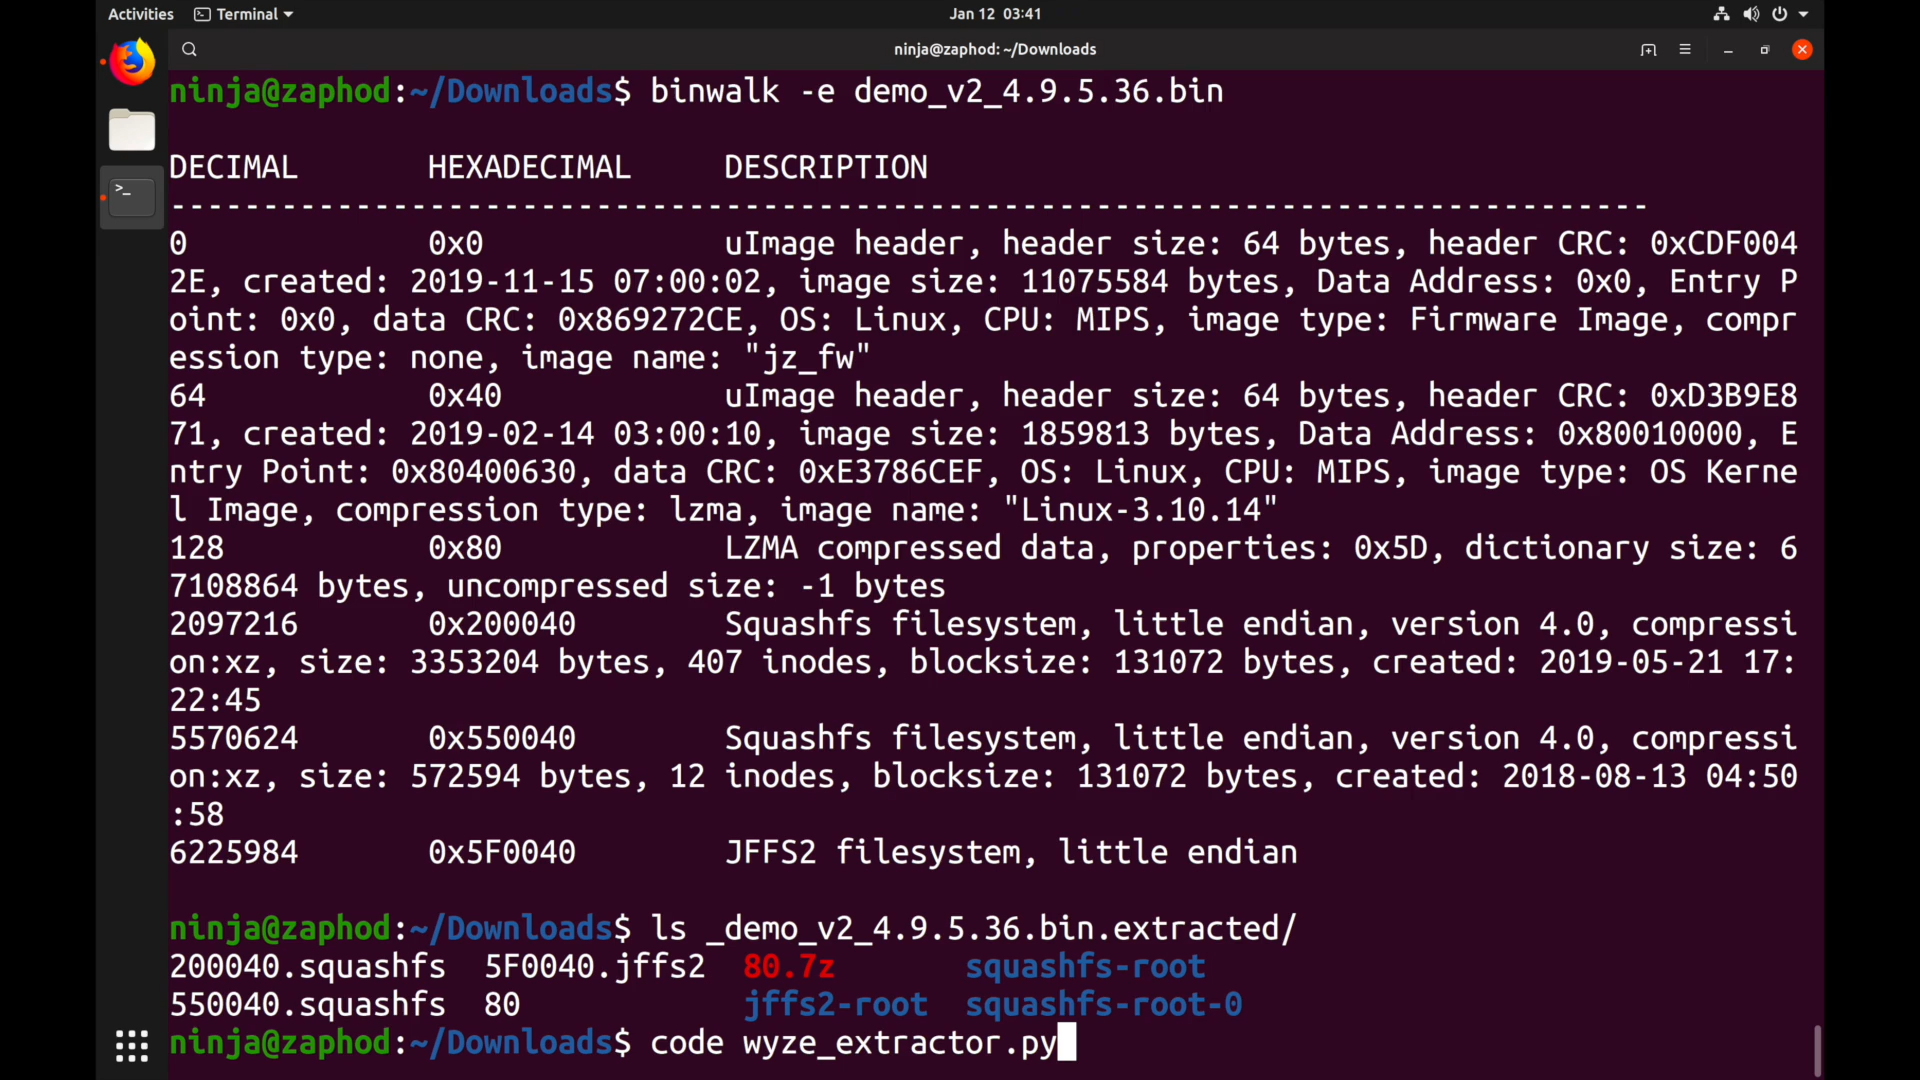 Activities Terminal Jan 12 03:41
ninja@zaphod: ~/Downloads
ninja@zaphod:~/Downloads$ binwalk -e demo_v2_4.9.5.36.bin
DECIMAL HEXADECIMAL DESCRIPTION
--------------------------------------------------------------------------------
0 0x0 uImage header, header size: 64 bytes, header CRC: 0xCDF004
2E, created: 2019-11-15 07:00:02, image size: 11075584 bytes, Data Address: 0x0, Entry P
oint: 0x0, data CRC: 0x869272CE, OS: Linux, CPU: MIPS, image type: Firmware Image, compr
ession type: none, image name: "jz_fw"
64 0x40 uImage header, header size: 64 bytes, header CRC: 0xD3B9E8
71, created: 2019-02-14 03:00:10, image size: 1859813 bytes, Data Address: 0x80010000, E
ntry Point: 0x80400630, data CRC: 0xE3786CEF, OS: Linux, CPU: MIPS, image type: OS Kerne
l Image, compression type: lzma, image name: "Linux-3.10.14"
128 0x80 LZMA compressed data, properties: 0x5D, dictionary size: 6
7108864 bytes, uncompressed size: -1 bytes
2097216 0x200040 Squashfs filesystem, little endian, version 4.0, compressi
on:xz, size: 3353204 bytes, 407 inodes, blocksize: 131072 bytes, created: 2019-05-21 17:
22:45
5570624 0x550040 Squashfs filesystem, little endian, version 4.0, compressi
on:xz, size: 572594 bytes, 12 inodes, blocksize: 131072 bytes, created: 2018-08-13 04:50
:58
6225984 0x5F0040 JFFS2 filesystem, little endian
ninja@zaphod:~/Downloads$ ls _demo_v2_4.9.5.36.bin.extracted/
200040.squashfs 5F0040.jffs2 80.7z squashfs-root
550040.squashfs 80 jffs2-root squashfs-root-0
ninja@zaphod:~/Downloads$ code wyze_extractor.py